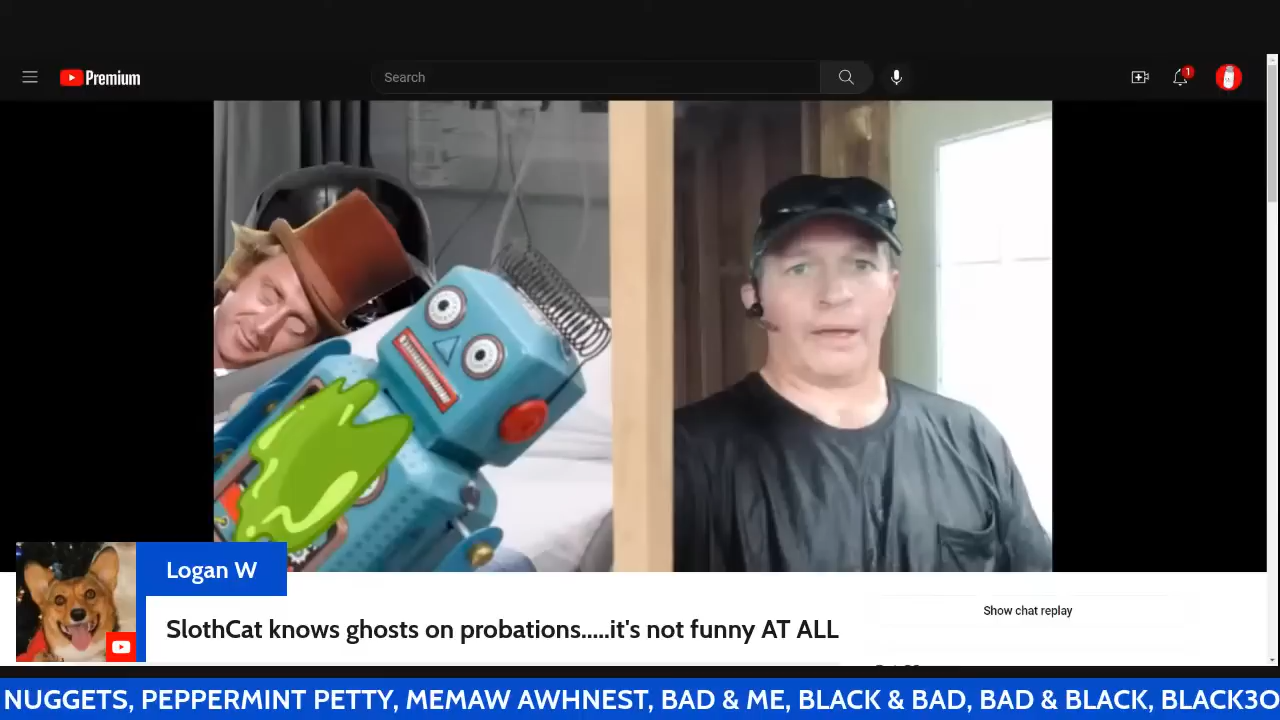 Premium
Search
1
Logan W
SlothCat knows ghosts on probations.....it's not funny AT ALL
Show chat replay
NUGGETS, PEPPERMINT PETTY, MEMAW AWHNEST, BAD & ME, BLACK & BAD, BAD & BLACK, BLACK3O